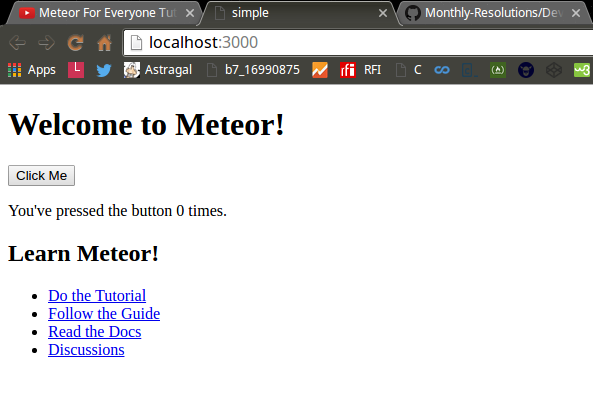 Meteor For Everyone Tut
simple
Monthly-Resolutions/Dev
localhost:3000
Apps
L
Astragal
b7_16990875
rfi
RFI
C
w3
Welcome to Meteor!
Click Me
You've pressed the button 0 times.
Learn Meteor!
Do the Tutorial
Follow the Guide
Read the Docs
Discussions